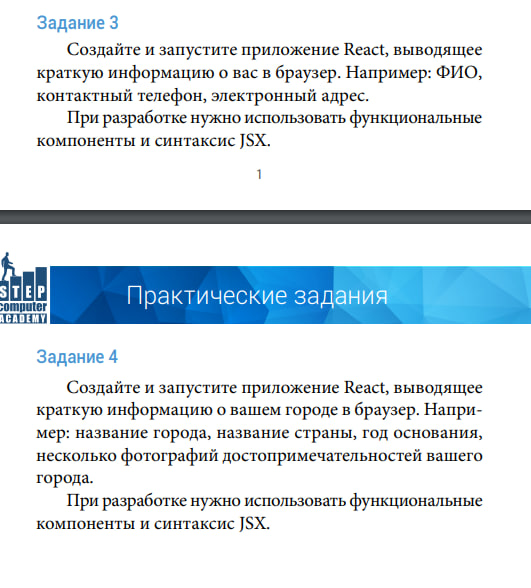 Задание 3
Создайте и запустите приложение React, выводящее
краткую информацию о вас в браузер. Например: ФИО,
контактный телефон, электронный адрес.
При разработке нужно использовать функциональные
компоненты и синтаксис JSX.
1
STEP
computer
ACADEMY
Практические задания
Задание 4
Создайте и запустите приложение React, выводящее
краткую информацию о вашем городе в браузер. Напри-
мер: название города, название страны, год основания,
несколько фотографий достопримечательностей вашего
города.
При разработке нужно использовать функциональные
компоненты и синтаксис JSX.